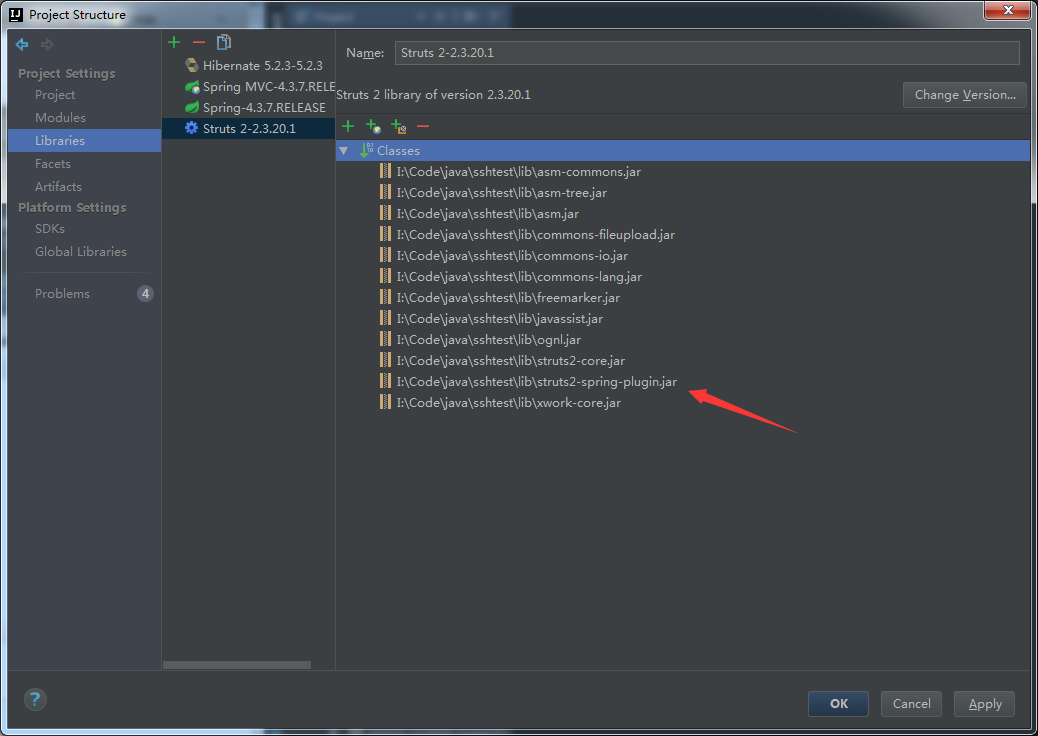 Project Structure
Project Settings
Project
Modules
Libraries
Facets
Artifacts
Platform Settings
SDKs
Global Libraries
Problems
4
Hibernate 5.2.3-5.2.3
Spring MVC-4.3.7.RELE
Spring-4.3.7.RELEASE
Struts 2-2.3.20.1
Name:
Struts 2-2.3.20.1
Struts 2 library of version 2.3.20.1
Change Version...
Classes
I:\Code\java\sshtest\lib\asm-commons.jar
I:\Code\java\sshtest\lib\asm-tree.jar
I:\Code\java\sshtest\lib\asm.jar
I:\Code\java\sshtest\lib\commons-fileupload.jar
I:\Code\java\sshtest\lib\commons-io.jar
I:\Code\java\sshtest\lib\commons-lang.jar
I:\Code\java\sshtest\lib\freemarker.jar
I:\Code\java\sshtest\lib\javassist.jar
I:\Code\java\sshtest\lib\ognl.jar
I:\Code\java\sshtest\lib\struts2-core.jar
I:\Code\java\sshtest\lib\struts2-spring-plugin.jar
I:\Code\java\sshtest\lib\xwork-core.jar
?
OK
Cancel
Apply